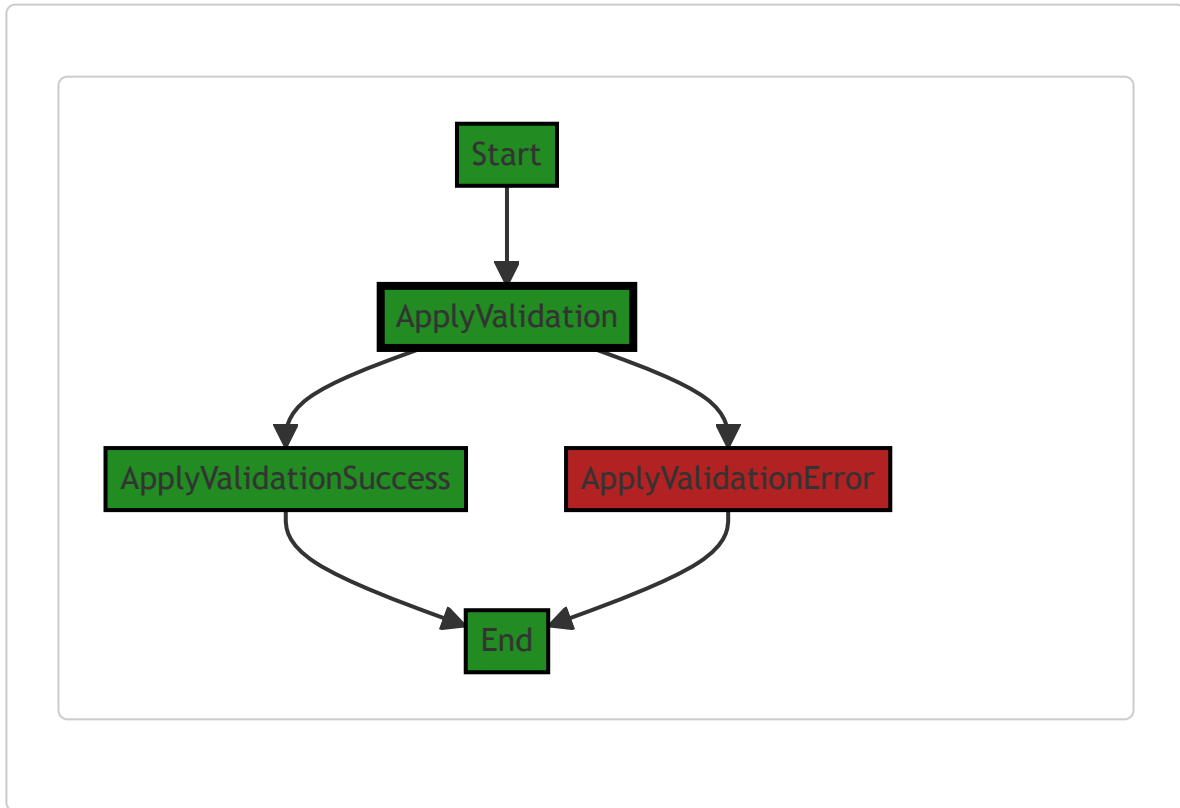 Start
ApplyValidation
ApplyValidationSuccess
ApplyValidationError
End